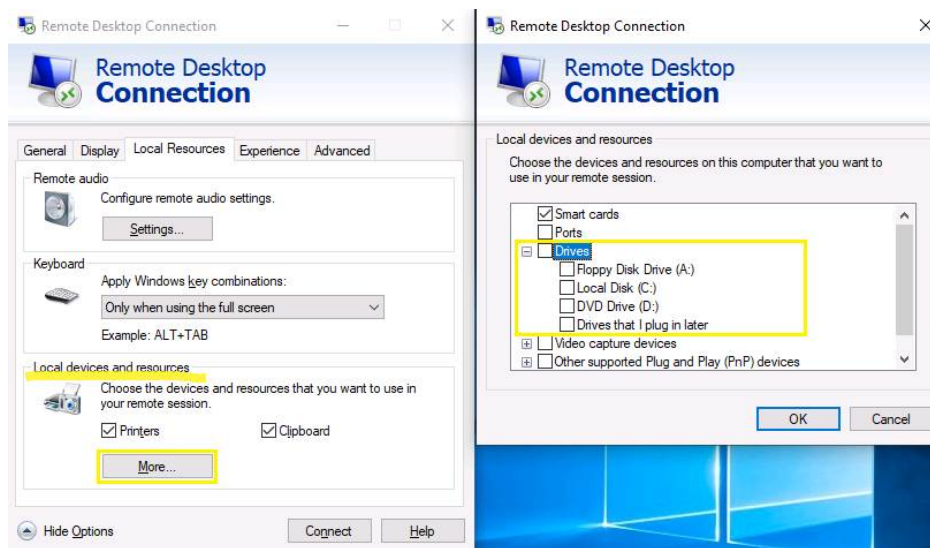 Remote Desktop Connection
Remote Desktop
Connection
General Display Local Resources Experience Advanced
Remote audio
Configure remote audio settings.
Settings...
Keyboard
Apply Windows key combinations:
Only when using the full screen
Example: ALT+TAB
Local devices and resources
Choose the devices and resources that you want to use in
your remote session.
Printers Clipboard
More...
Hide Options Connect Help
Remote Desktop Connection
Remote Desktop
Connection
Local devices and resources
Choose the devices and resources on this computer that you want to
use in your remote session.
Smart cards
Ports
Drives
Floppy Disk Drive (A:)
Local Disk (C:)
DVD Drive (D:)
Drives that I plug in later
Video capture devices
Other supported Plug and Play (PnP) devices
OK Cancel